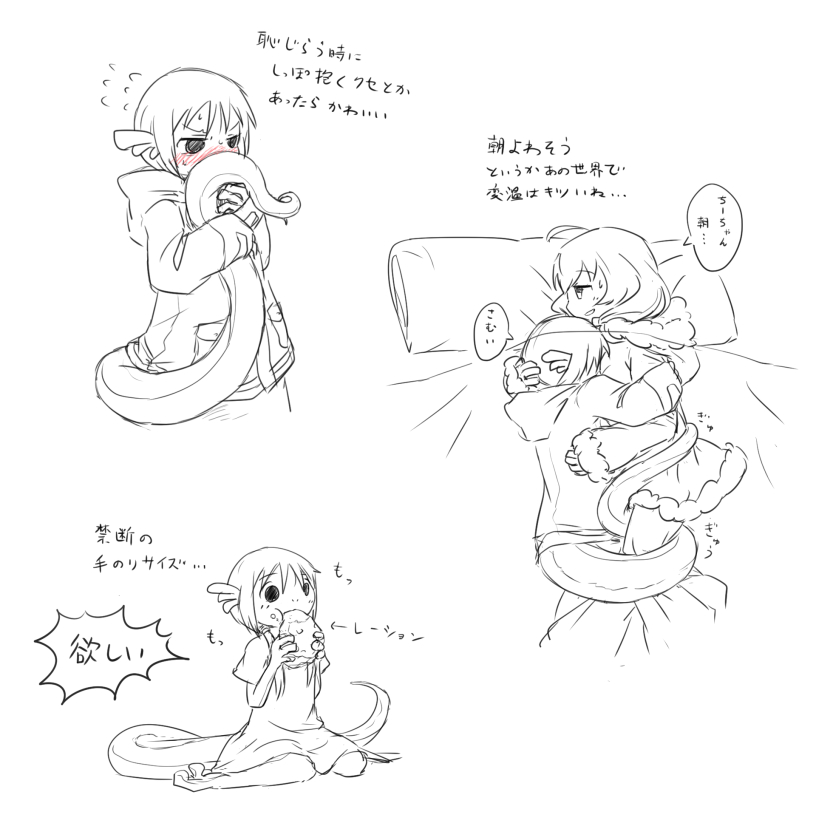 恥じらう時に
しっぽ抱くクセとか
あったらかわいい
朝よわそう
というかあの世界で
変温はキツいね…
ちーちゃん
朝…
さむい
ぎゅ
ぎゅう
禁断の
手のりサイズ…
もっ
もっ
←レーション
欲しい